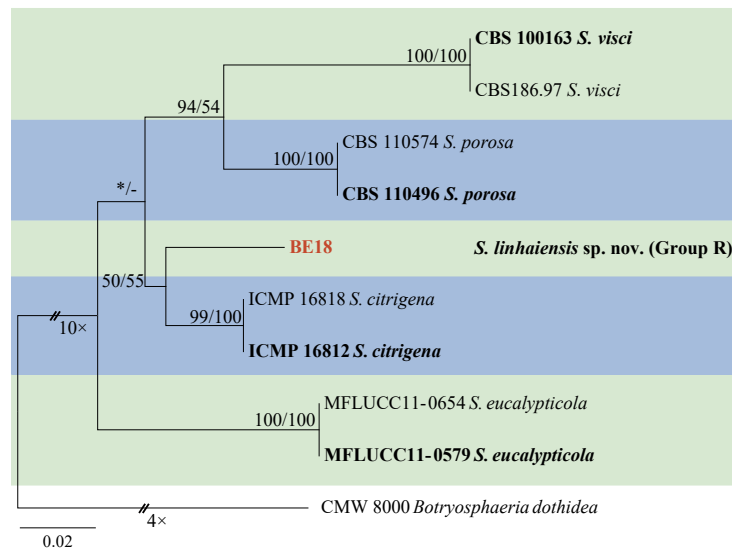 CBS 100163 S. visci
100/100
CBS186.97 S. visci
94/54
CBS 110574 S. porosa
100/100
CBS 110496 S. porosa
*/-
BE18 S. linhaiensis sp. nov. (Group R)
50/55
ICMP 16818 S. citrigena
99/100
10×
ICMP 16812 S. citrigena
MFLUCC11-0654 S. eucalypticola
100/100
MFLUCC11-0579 S. eucalypticola
CMW 8000 Botryosphaeria dothidea
4×
0.02